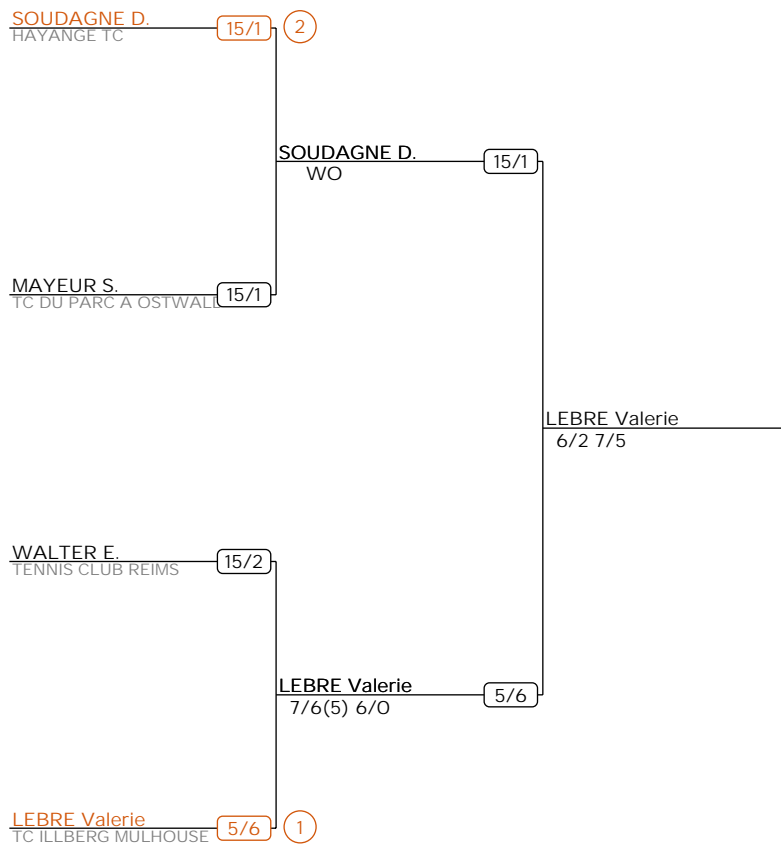 SOUDAGNE D. 15/1 2
HAYANGE TC
SOUDAGNE D. 15/1
WO
MAYEUR S. 15/1
TC DU PARC A OSTWALD
LEBRE Valerie
6/2 7/5
WALTER E. 15/2
TENNIS CLUB REIMS
LEBRE Valerie 5/6
7/6(5) 6/0
LEBRE Valerie 5/6 1
TC ILLBERG MULHOUSE